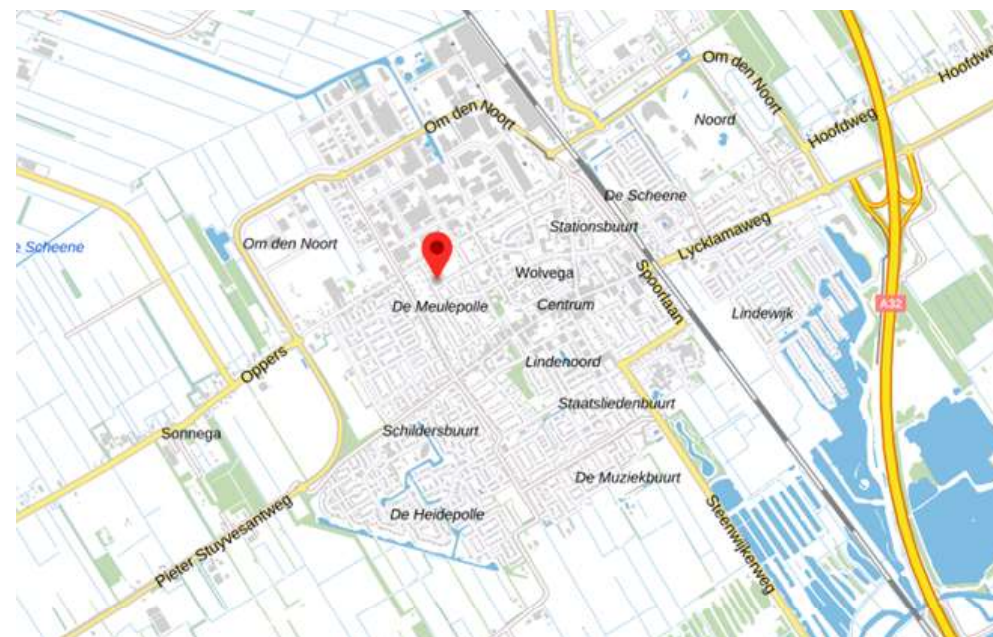 Om den Noort
Hoofdweg
Om den Noort
Noord
Hoofdweg
De Scheene
e Scheene
Om den Noort
Stationsbuurt
Lycklamaweg
Wolvega
Spoorlaan
De Meulepolle
Centrum
A32
Lindewijk
Oppers
Lindenoord
Staatsliedenbuurt
Sonnega
Schildersbuurt
De Muziekbuurt
De Heidepolle
Steenwijkerweg
Pieter Stuyvesantweg